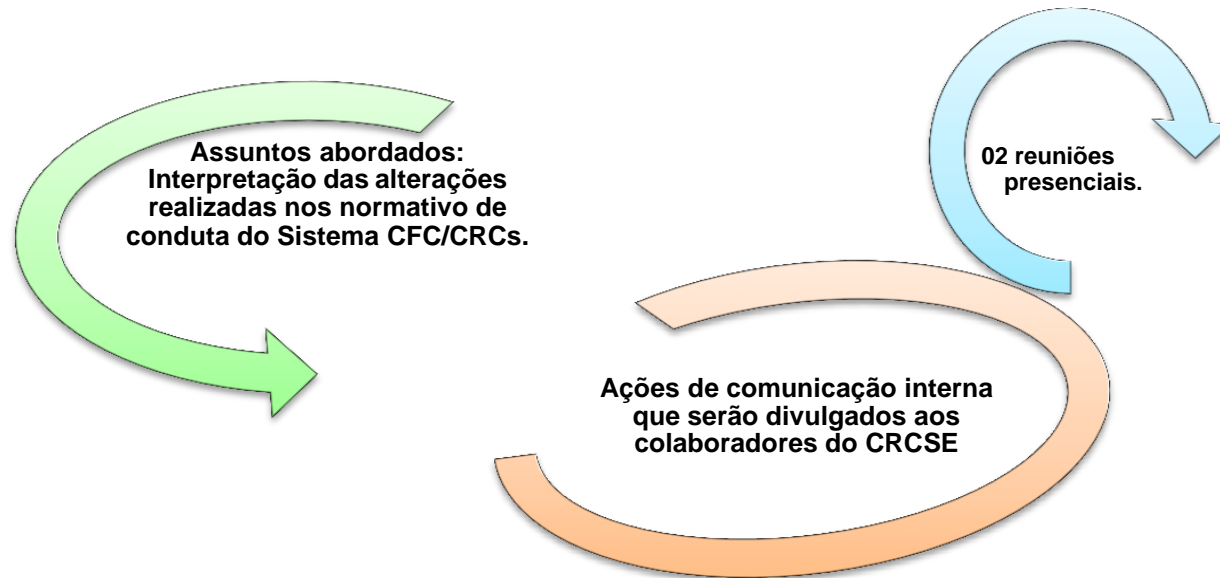 Assuntos abordados:
Interpretação das alterações
realizadas nos normativo de
conduta do Sistema CFC/CRCs.
02 reuniões
presenciais.
Ações de comunicação interna
que serão divulgados aos
colaboradores do CRCSE